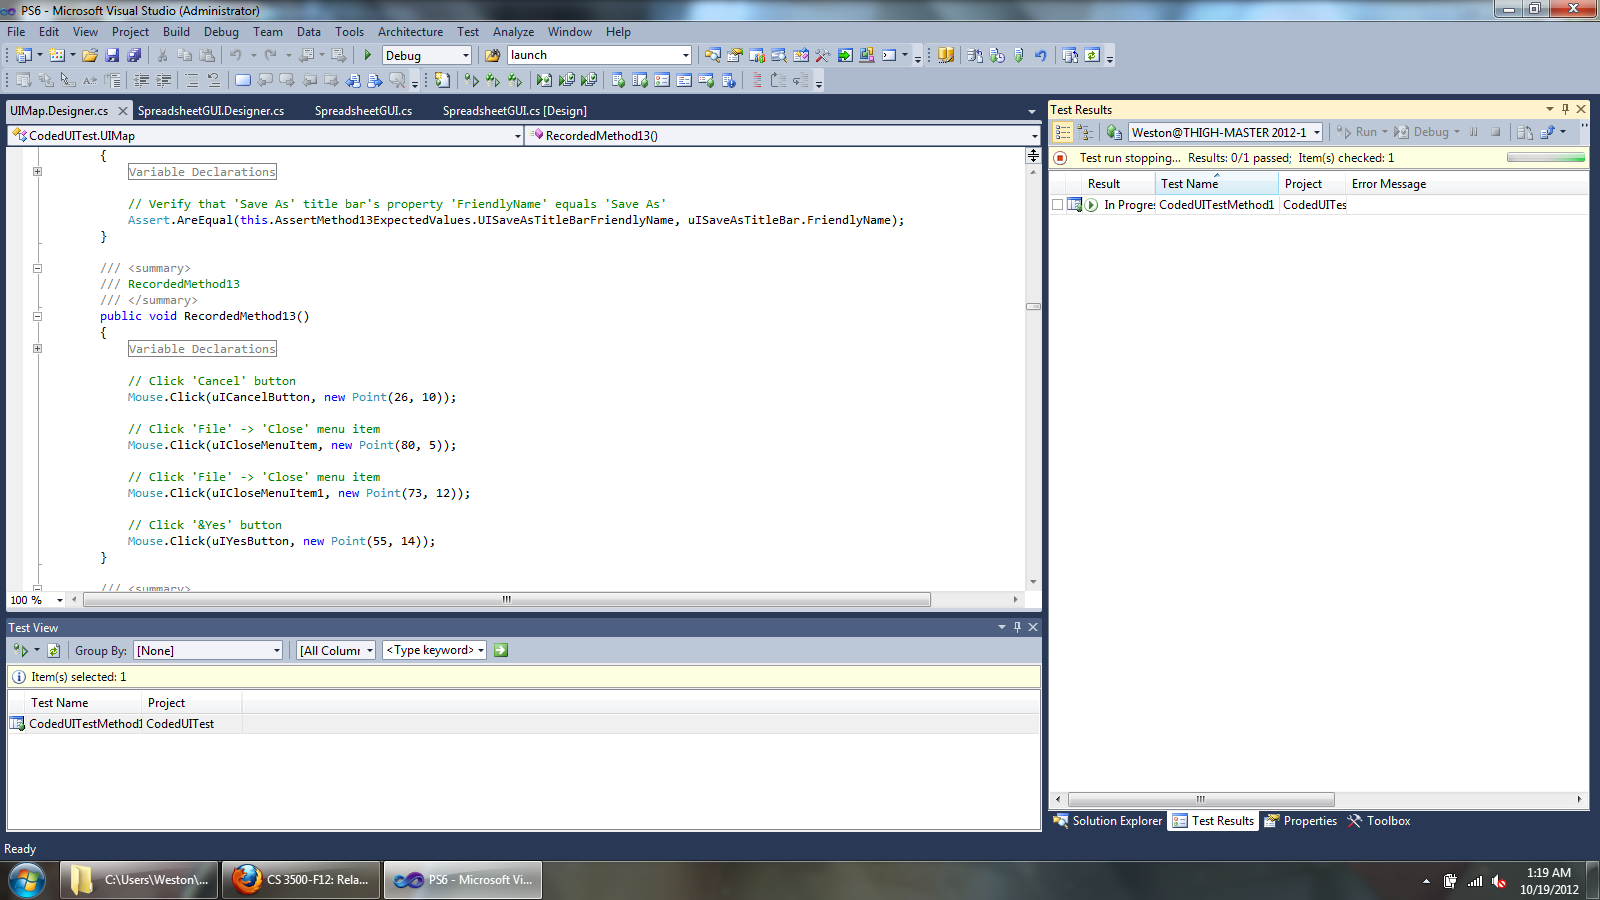 PS6 - Microsoft Visual Studio (Administrator)
File Edit View Project Build Debug Team Data Tools Architecture Test Analyze Window Help
Debug launch
UIMap.Designer.cs SpreadsheetGUI.Designer.cs SpreadsheetGUI.cs SpreadsheetGUI.cs [Design]
CodedUITest.UIMap RecordedMethod13()
{
Variable Declarations
// Verify that 'Save As' title bar's property 'FriendlyName' equals 'Save As'
Assert.AreEqual(this.AssertMethod13ExpectedValues.UISaveAsTitleBarFriendlyName, uISaveAsTitleBar.FriendlyName);
}
/// <summary>
/// RecordedMethod13
/// </summary>
public void RecordedMethod13()
{
Variable Declarations
// Click 'Cancel' button
Mouse.Click(uICancelButton, new Point(26, 10));
// Click 'File' -> 'Close' menu item
Mouse.Click(uICloseMenuItem, new Point(80, 5));
// Click 'File' -> 'Close' menu item
Mouse.Click(uICloseMenuItem1, new Point(73, 12));
// Click '&Yes' button
Mouse.Click(uIYesButton, new Point(55, 14));
}
/// <summary>
100 %
Test View
Group By: [None] [All Colum <Type keyword>
Item(s) selected: 1
Test Name Project
CodedUITestMethod1 CodedUITest
Test Results
Weston@THIGH-MASTER 2012-1 Run Debug
Test run stopping... Results: 0/1 passed; Item(s) checked: 1
Result Test Name Project Error Message
In Progre: CodedUITestMethod1 CodedUITes
Solution Explorer Test Results Properties Toolbox
Ready
C:\Users\Weston\... CS 3500-F12: Rela... PS6 - Microsoft Vi...
1:19 AM
10/19/2012